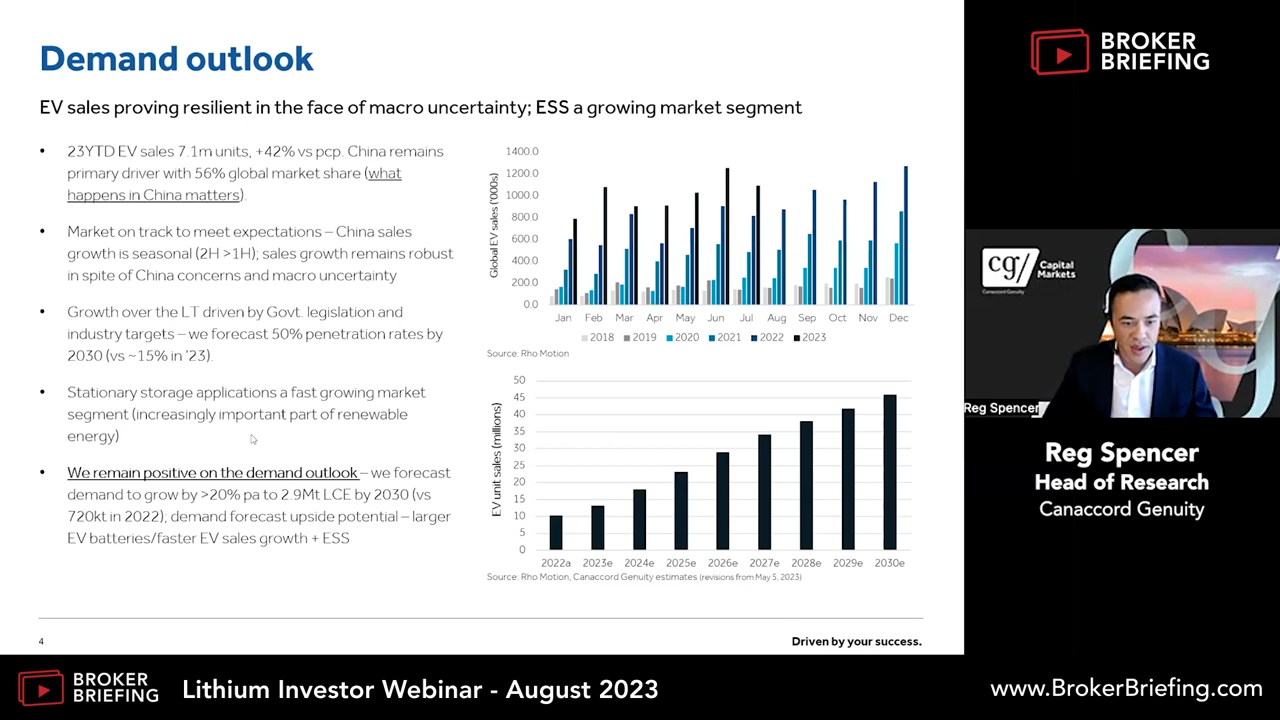 Demand outlook
EV sales proving resilient in the face of macro uncertainty; ESS a growing market segment
• 23YTD EV sales 7.1m units, +42% vs pcp. China remains
primary driver with 56% global market share (what
happens in China matters).
• Market on track to meet expectations – China sales
growth is seasonal (2H >1H); sales growth remains robust
in spite of China concerns and macro uncertainty
• Growth over the LT driven by Govt. legislation and
industry targets – we forecast 50% penetration rates by
2030 (vs ~15% in '23).
• Stationary storage applications a fast growing market
segment (increasingly important part of renewable
energy)
• We remain positive on the demand outlook – we forecast
demand to grow by >20% pa to 2.9Mt LCE by 2030 (vs
720kt in 2022); demand forecast upside potential – larger
EV batteries/faster EV sales growth + ESS
Global EV sales ('000s)
1400.0
1200.0
1000.0
800.0
600.0
400.0
200.0
0.0
Jan Feb Mar Apr May Jun Jul Aug Sep Oct Nov Dec
2018 2019 2020 2021 2022 2023
Source: Rho Motion
EV unit sales (millions)
50
45
40
35
30
25
20
15
10
5
0
2022a 2023e 2024e 2025e 2026e 2027e 2028e 2029e 2030e
Source: Rho Motion, Canaccord Genuity estimates (revisions from May 5, 2023)
4
Driven by your success.
BROKER
BRIEFING
cg/ Capital
Markets
Canaccord Genuity
Reg Spencer
Reg Spencer
Head of Research
Canaccord Genuity
BROKER
BRIEFING
Lithium Investor Webinar - August 2023
www.BrokerBriefing.com